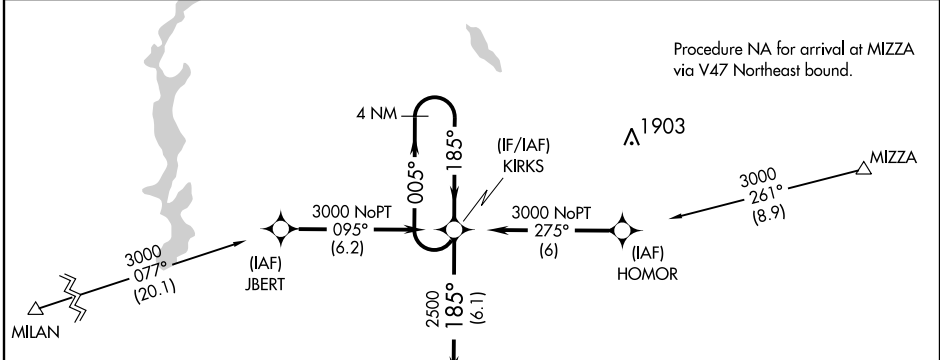 Procedure NA for arrival at MIZZA
via V47 Northeast bound.
4 NM
005°
185°
(IF/IAF)
KIRKS
1903
MIZZA
3000
261°
(8.9)
3000 NoPT
095°
(6.2)
3000 NoPT
275°
(6)
(IAF)
JBERT
(IAF)
HOMOR
3000
077°
(20.1)
MILAN
2500
185°
(6.1)